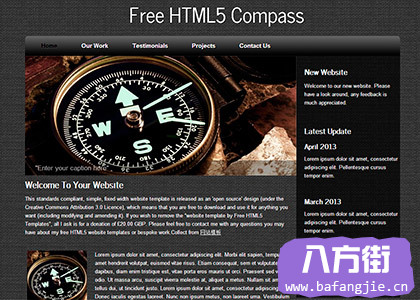 Free HTML5 Compass
Home Our Work Testimonials Projects Contact Us
W S E
"Enter your caption here"
New Website
Welcome to our new website. Please
have a look around, any feedback is
much appreciated.
Latest Update
April 2013
Lorem ipsum dolor sit amet, consectetur
adipiscing elit. Pellentesque cursus
tempor enim.
March 2013
Lorem ipsum dolor sit amet, consectetur
adipiscing elit. Pellentesque cursus
tempor enim.
Welcome To Your Website
This standards compliant, simple, fixed width website template is released as an 'open source' design (under the
Creative Commons Attribution 3.0 Licence), which means that you are free to download and use it for anything you
want (including modifying and amending it). If you wish to remove the "website template by Free HTML5
Templates", all I ask is for a donation of £20.00 GBP. Please feel free to contact me with any questions you may
have about my free HTML5 website templates or bespoke work.Collect from
Lorem ipsum dolor sit amet, consectetur adipiscing elit. Morbi elit sapien, tempus sit
amet hendrerit volutpat, euismod vitae risus. Etiam consequat, sem et vulputate
dapibus, diam enim tristique est, vitae porta eros mauris ut orci. Praesent sed velit
odio. Ut massa arcu, suscipit viverra molestie at, aliquet a metus. Nullam sit amet
tellus dui, ut tincidunt justo. Lorem ipsum dolor sit amet, consectetur adipiscing
Donec iaculis egestas laoreet. Nunc non ipsum metus, non laoreet urna. Vestibulum
八方街
www.bafangjie.cn